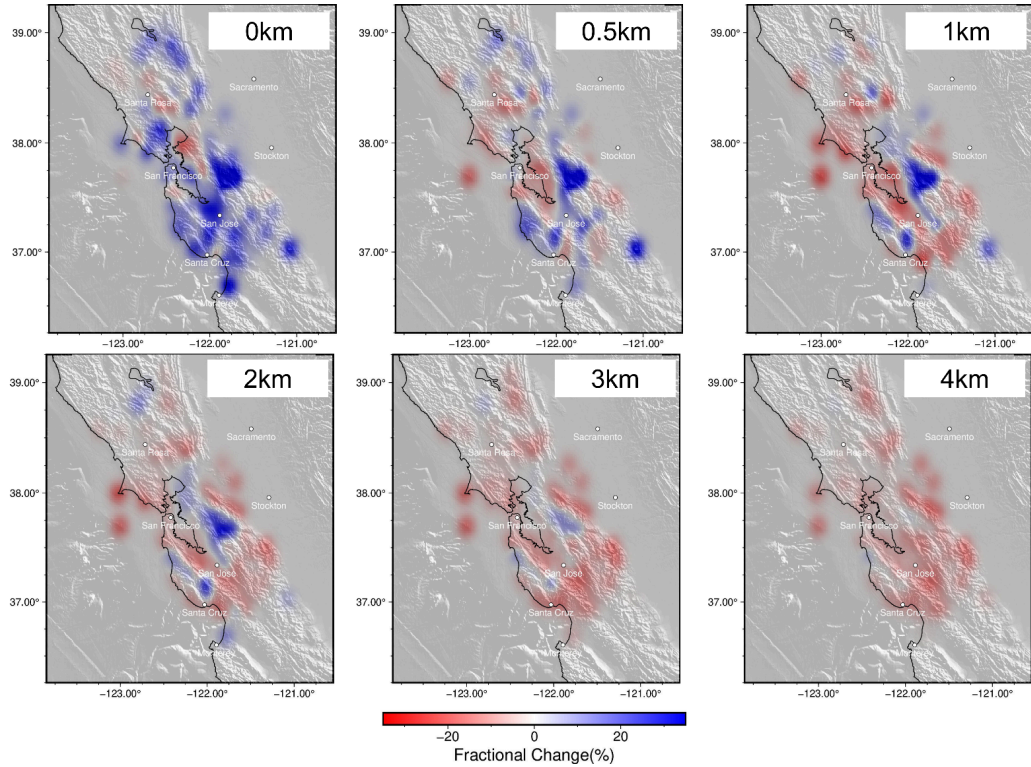 0km
0.5km
1km
39.00°
38.00°
37.00°
Sacramento
Santa Rosa
Stockton
San Francisco
San José
Santa Cruz
39.00°
38.00°
37.00°
Sacramento
Santa Rosa
Stockton
San Francisco
San José
Santa Cruz
39.00°
38.00°
37.00°
Sacramento
Santa Rosa
Stockton
San Francisco
San José
Santa Cruz
−123.00° −122.00° −121.00°
−123.00° −122.00° −121.00°
−123.00° −122.00° −121.00°
2km
3km
4km
39.00°
38.00°
37.00°
Sacramento
Santa Rosa
Stockton
San Francisco
San José
Santa Cruz
39.00°
38.00°
37.00°
Sacramento
Santa Rosa
Stockton
San Francisco
San José
Santa Cruz
Monterey
39.00°
38.00°
37.00°
Sacramento
Santa Rosa
Stockton
San Francisco
San José
Santa Cruz
−123.00° −122.00° −121.00°
−123.00° −122.00° −121.00°
−123.00° −122.00° −121.00°
−20 0 20
Fractional Change(%)